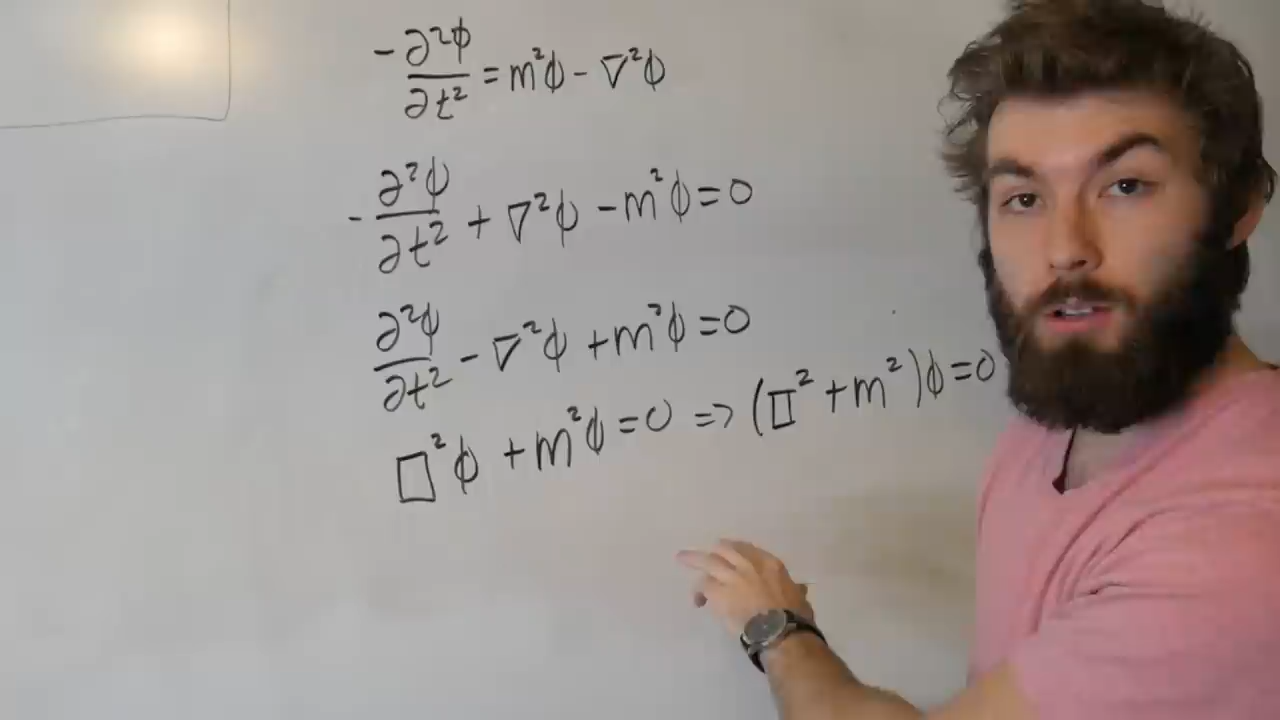 -∂²ϕ/∂t² = m²ϕ - ∇²ϕ
-∂²ϕ/∂t² + ∇²ϕ - m²ϕ = 0
∂²ϕ/∂t² - ∇²ϕ + m²ϕ = 0
□²ϕ + m²ϕ = 0 => (□² + m²)ϕ = 0